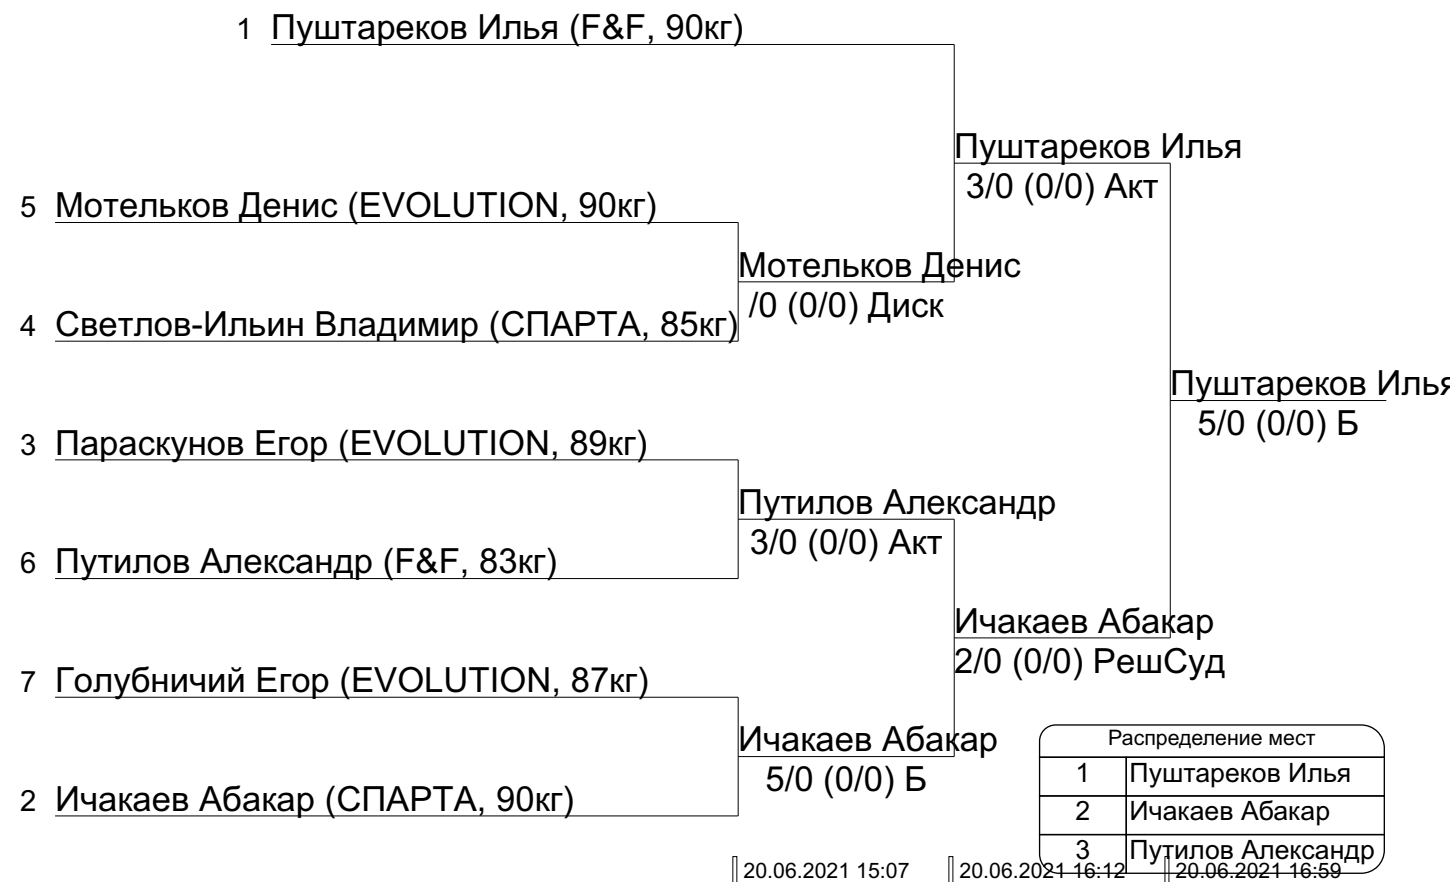 1 Пуштареков Илья (F&F, 90кг)
Пуштареков Илья
3/0 (0/0) Акт
5 Мотельков Денис (EVOLUTION, 90кг)
Мотельков Денис
/0 (0/0) Диск
4 Светлов-Ильин Владимир (СПАРТА, 85кг)
Пуштареков Илья
5/0 (0/0) Б
3 Параскунов Егор (EVOLUTION, 89кг)
Путилов Александр
3/0 (0/0) Акт
6 Путилов Александр (F&F, 83кг)
Ичакаев Абакар
2/0 (0/0) РешСуд
7 Голубничий Егор (EVOLUTION, 87кг)
Ичакаев Абакар
5/0 (0/0) Б
2 Ичакаев Абакар (СПАРТА, 90кг)
Распределение мест
1 Пуштареков Илья
2 Ичакаев Абакар
3 Путилов Александр
20.06.2021 15:07 20.06.2021 16:12 20.06.2021 16:59